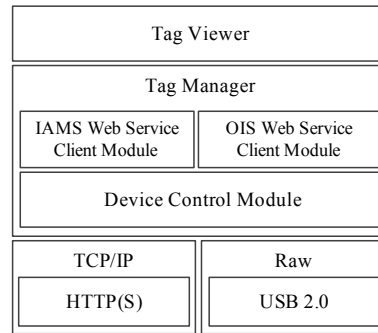 Tag Viewer
Tag Manager
IAMS Web Service
Client Module
OIS Web Service
Client Module
Device Control Module
TCP/IP
HTTP(S)
Raw
USB 2.0